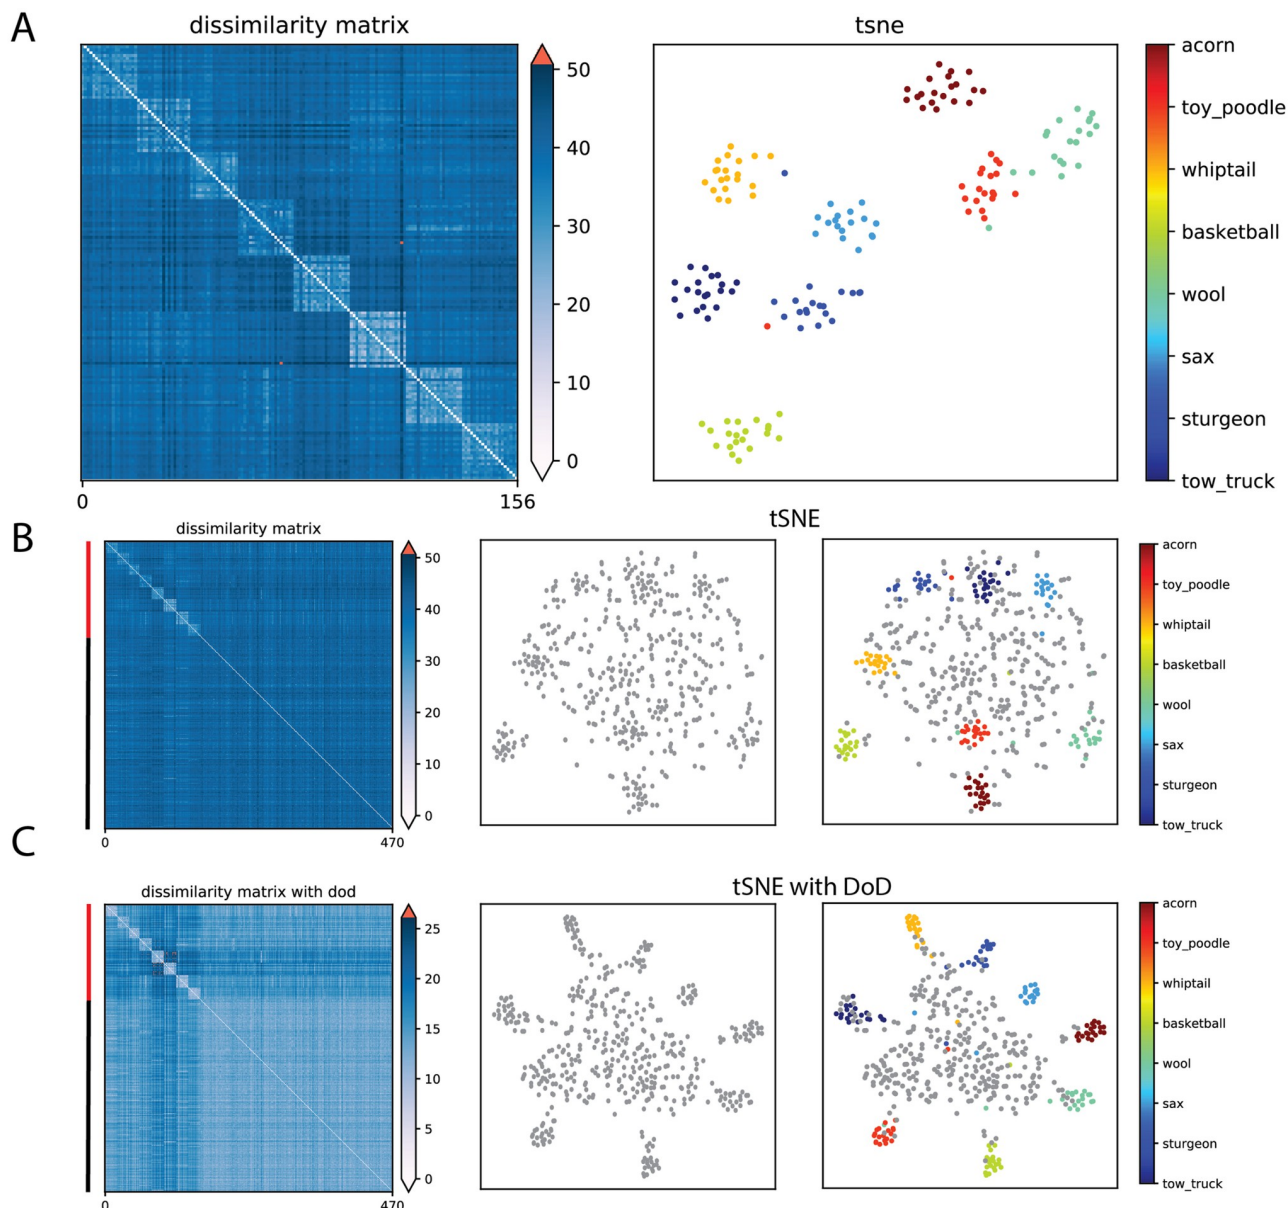 A
dissimilarity matrix
50
40
30
20
10
0
0
156
tsne
acorn
toy_poodle
whiptail
basketball
wool
sax
sturgeon
tow_truck
B
dissimilarity matrix
50
40
30
20
10
0
0
470
tSNE
acorn
toy_poodle
whiptail
basketball
wool
sax
sturgeon
tow_truck
C
dissimilarity matrix with dod
25
20
15
10
5
0
0
470
tSNE with DoD
acorn
toy_poodle
whiptail
basketball
wool
sax
sturgeon
tow_truck